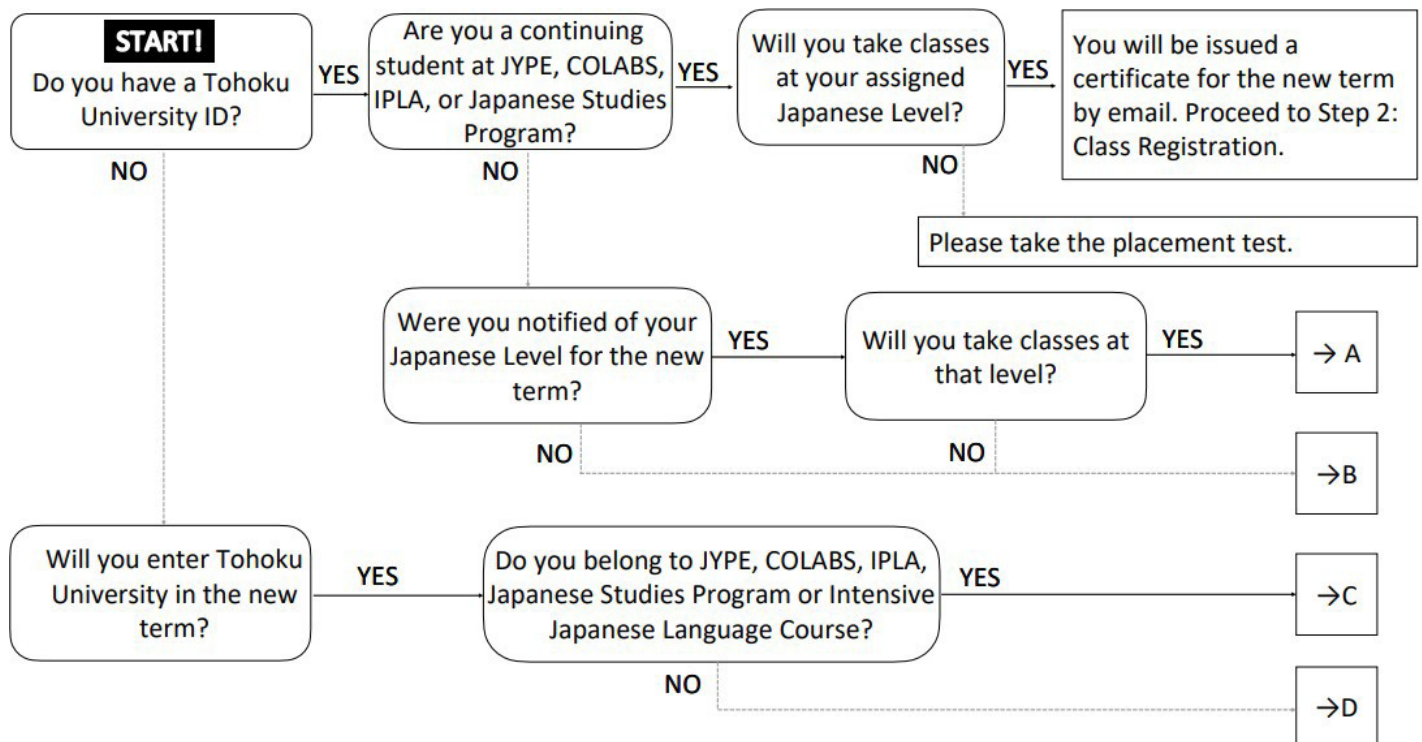 START!
Do you have a Tohoku
University ID?
YES
Are you a continuing
student at JYPE, COLABS,
IPLA, or Japanese Studies
Program?
YES
Will you take classes
at your assigned
Japanese Level?
YES
You will be issued a
certificate for the new term
by email. Proceed to Step 2:
Class Registration.
NO
NO
NO
Please take the placement test.
Were you notified of your
Japanese Level for the new
term?
YES
Will you take classes at
that level?
YES
→ A
NO
NO
→B
Will you enter Tohoku
University in the new
term?
YES
Do you belong to JYPE, COLABS, IPLA,
Japanese Studies Program or Intensive
Japanese Language Course?
YES
→C
NO
→D